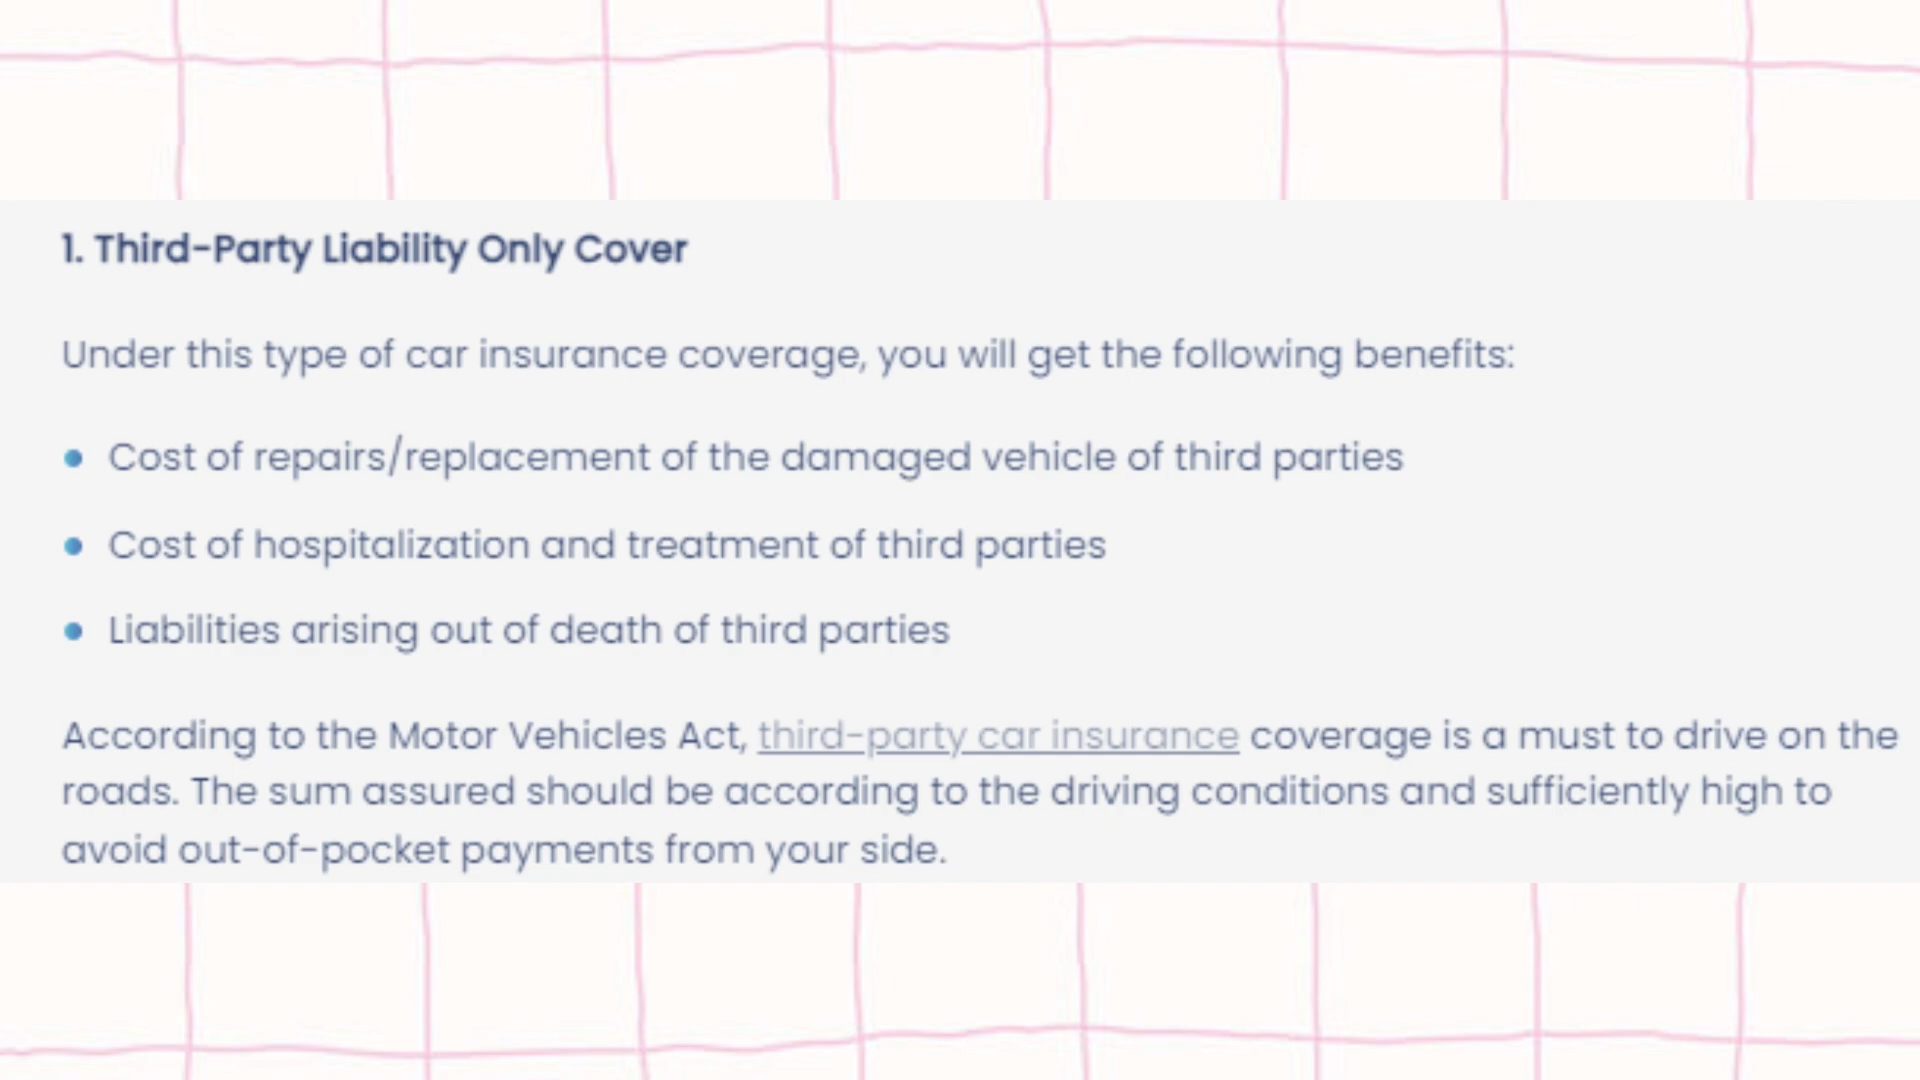 1. Third-Party Liability Only Cover
Under this type of car insurance coverage, you will get the following benefits:
• Cost of repairs/replacement of the damaged vehicle of third parties
• Cost of hospitalization and treatment of third parties
• Liabilities arising out of death of third parties
According to the Motor Vehicles Act, third-party car insurance coverage is a must to drive on the
roads. The sum assured should be according to the driving conditions and sufficiently high to
avoid out-of-pocket payments from your side.